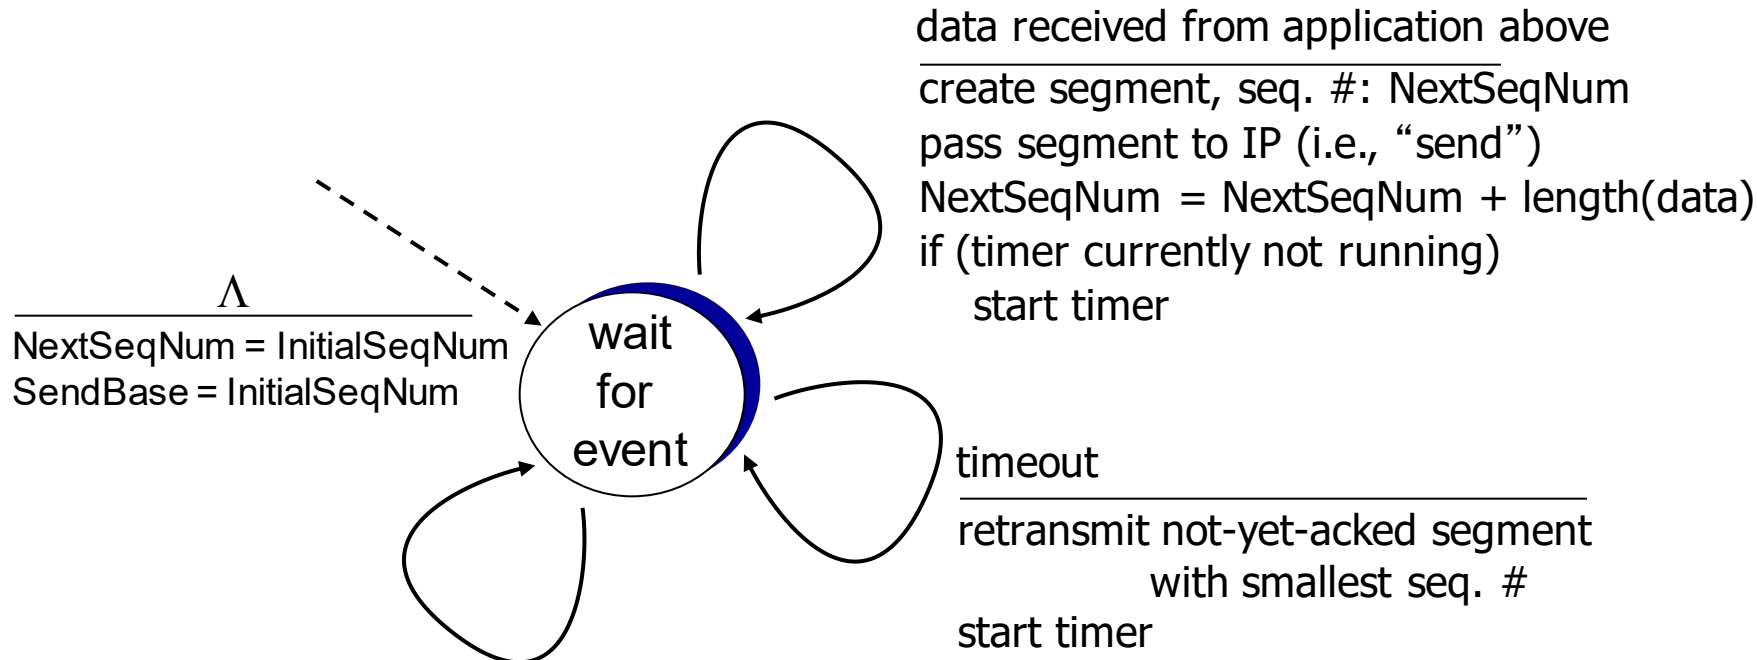 data received from application above
create segment, seq. #: NextSeqNum
pass segment to IP (i.e., “send”)
NextSeqNum = NextSeqNum + length(data)
if (timer currently not running)
start timer
Λ
NextSeqNum = InitialSeqNum
SendBase = InitialSeqNum
wait
for
event
timeout
retransmit not-yet-acked segment
with smallest seq. #
start timer